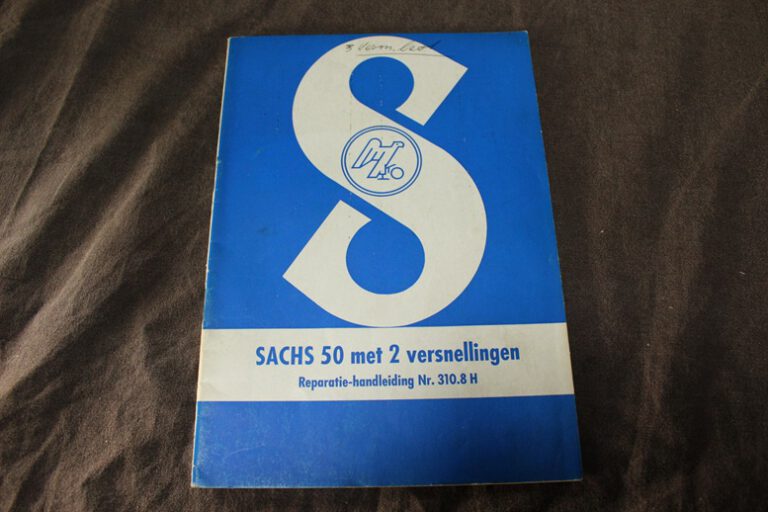 S
SACHS 50 met 2 versnellingen
Reparatie-handleiding Nr. 310.8 H